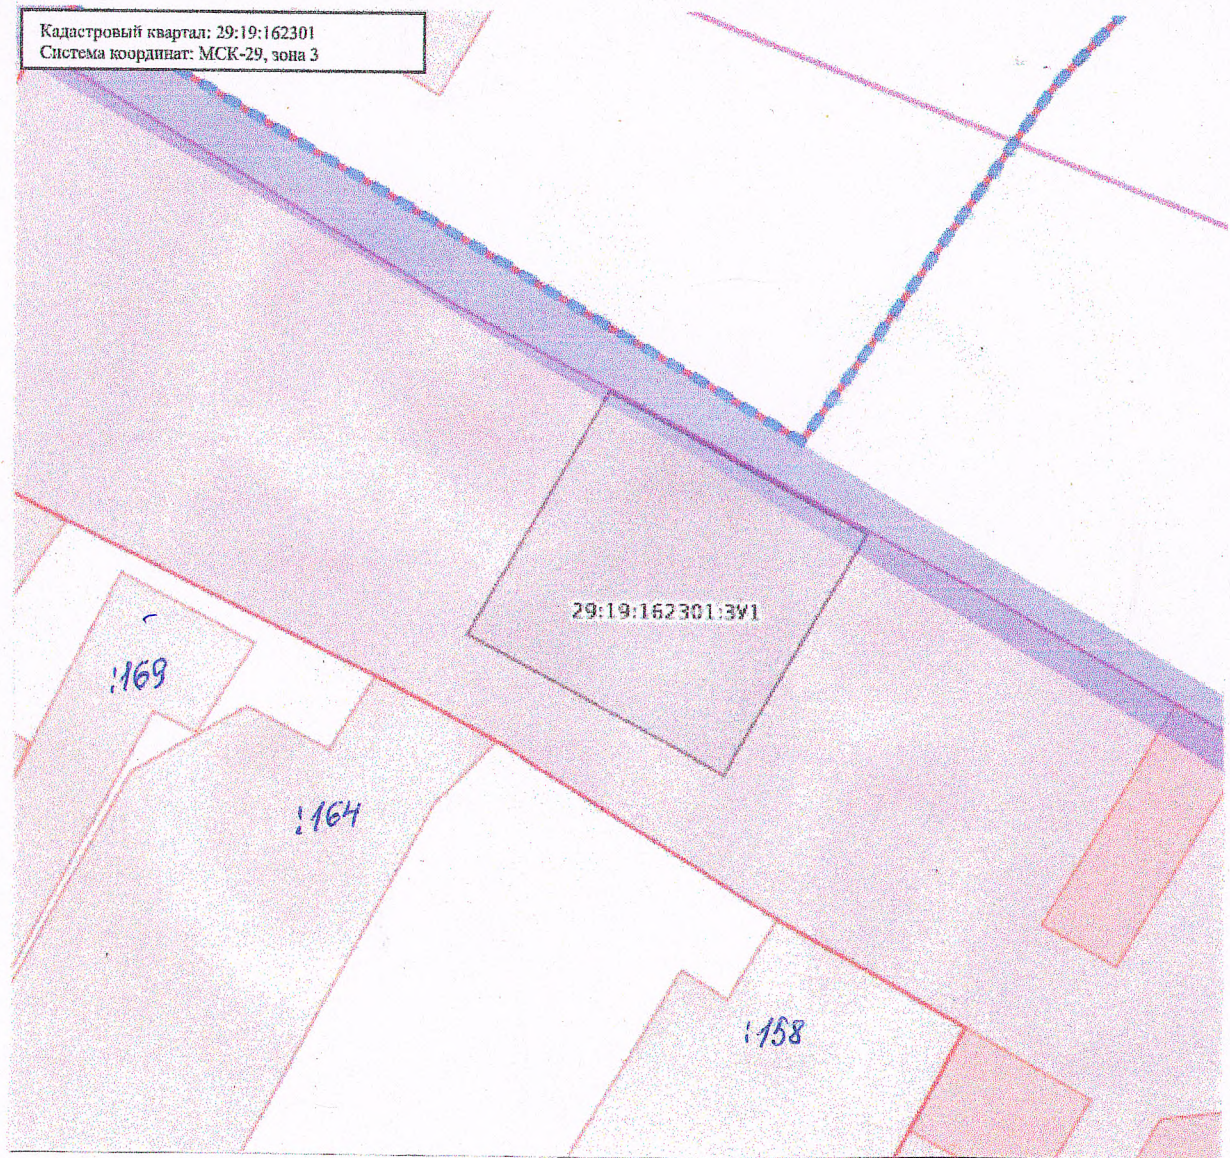 Кадастровый квартал: 29:19:162301
Система координат: МСК-29, зона 3
29:19:162301:ЗУ1
:169
:164
:158